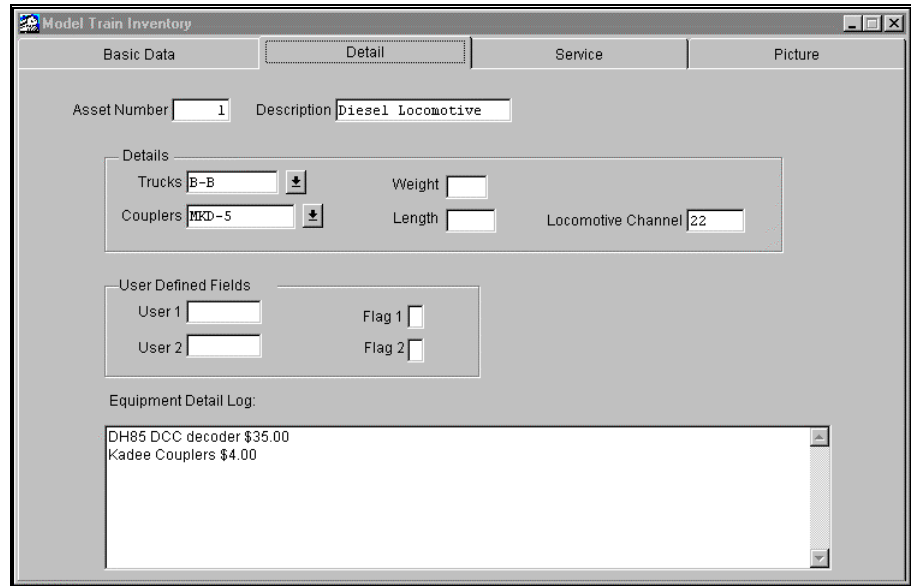 Model Train Inventory
Basic Data Detail Service Picture
Asset Number 1 Description Diesel Locomotive
Details
Trucks B-B Weight
Couplers MKD-5 Length Locomotive Channel 22
User Defined Fields
User 1 Flag 1
User 2 Flag 2
Equipment Detail Log:
DH85 DCC decoder $35.00
Kadee Couplers $4.00